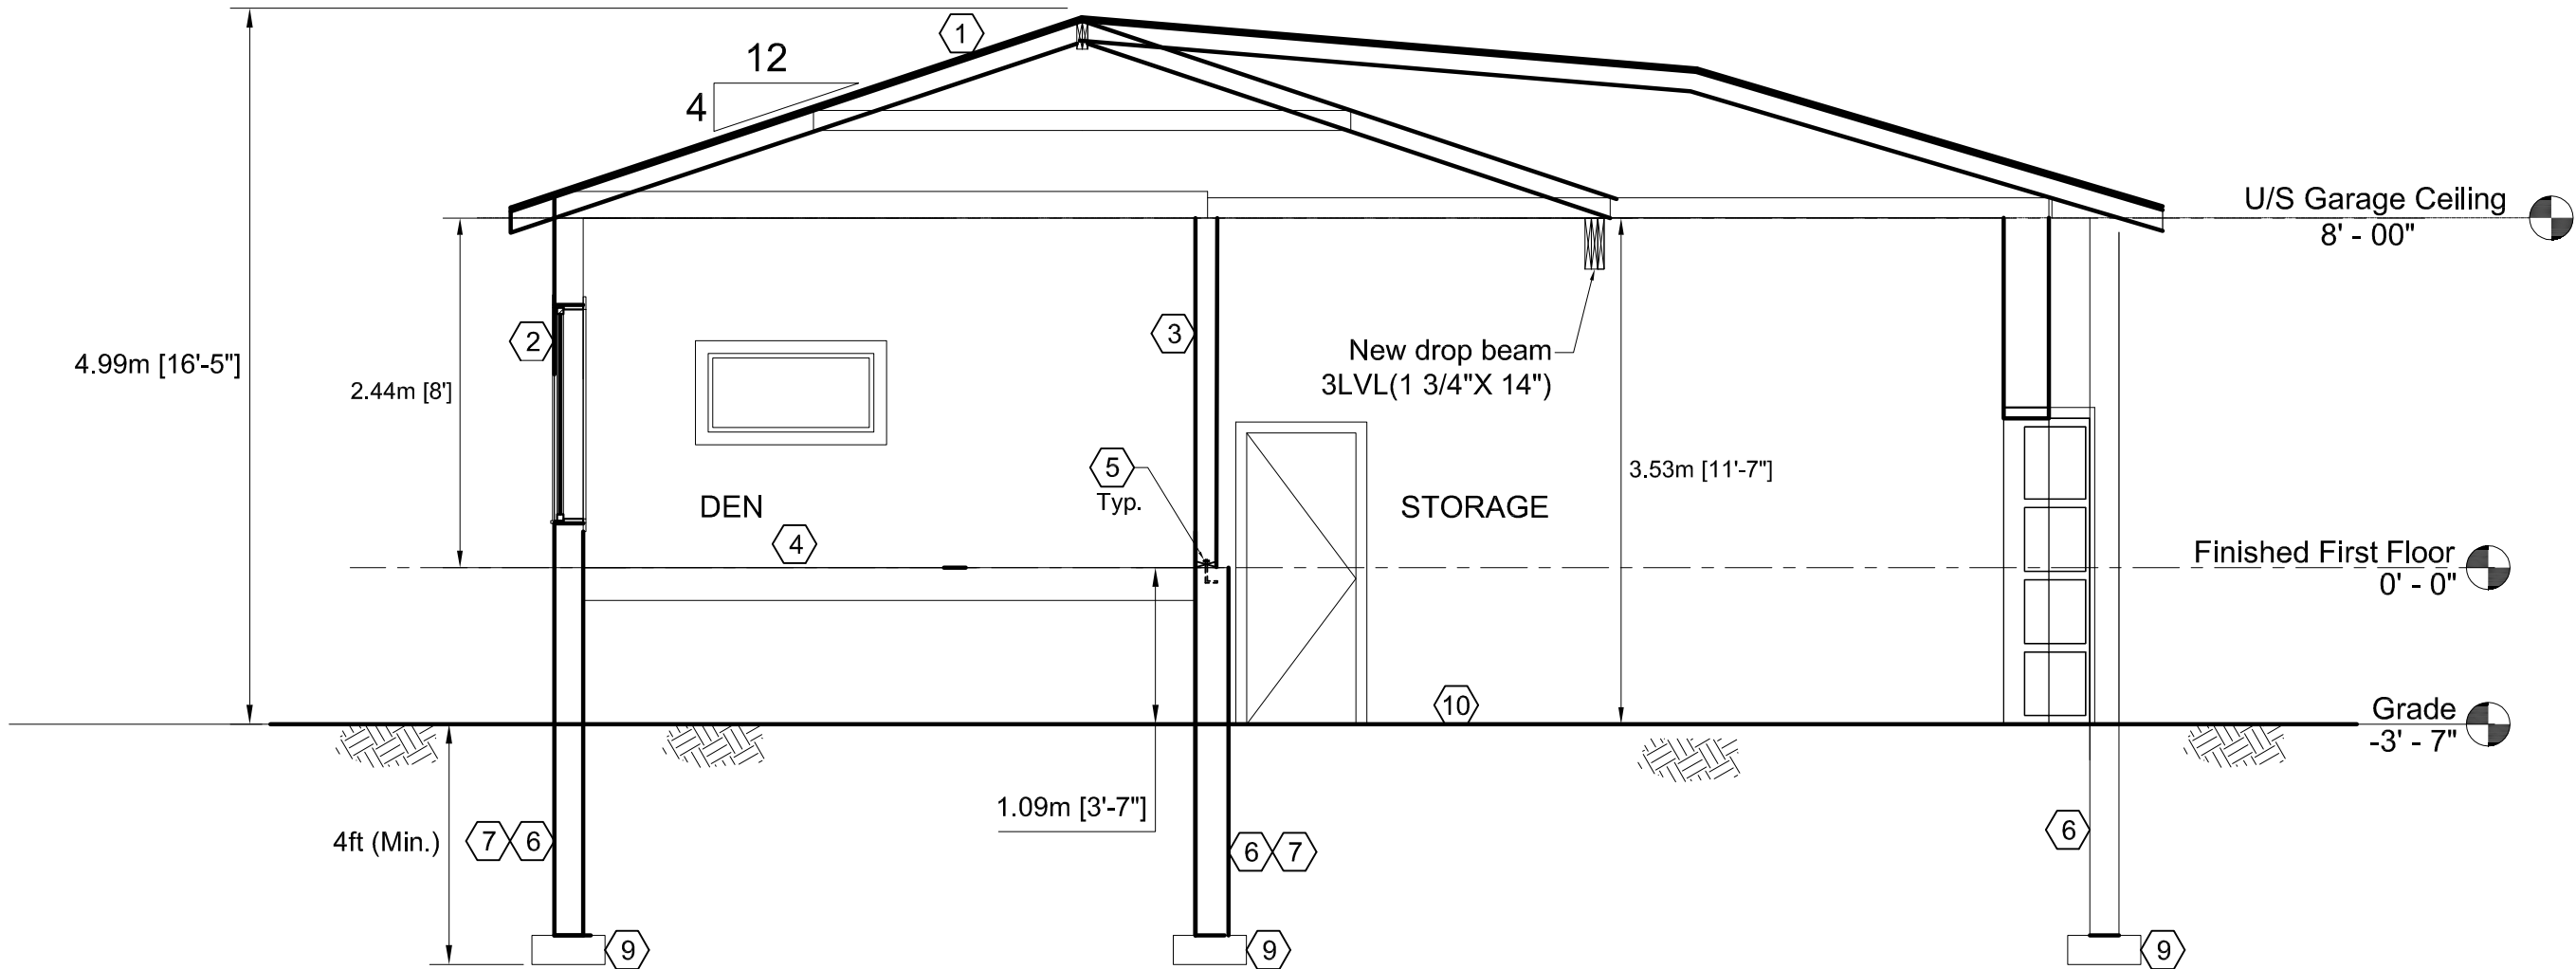 1
12
4
U/S Garage Ceiling
8' - 00"
2
3
4.99m [16'-5"]
2.44m [8']
New drop beam
3LVL(1 3/4"X 14")
5
Typ.
3.53m [11'-7"]
DEN
STORAGE
4
Finished First Floor
0' - 0"
10
Grade
-3' - 7"
1.09m [3'-7"]
4ft (Min.)
7 6
6 7
6
9
9
9